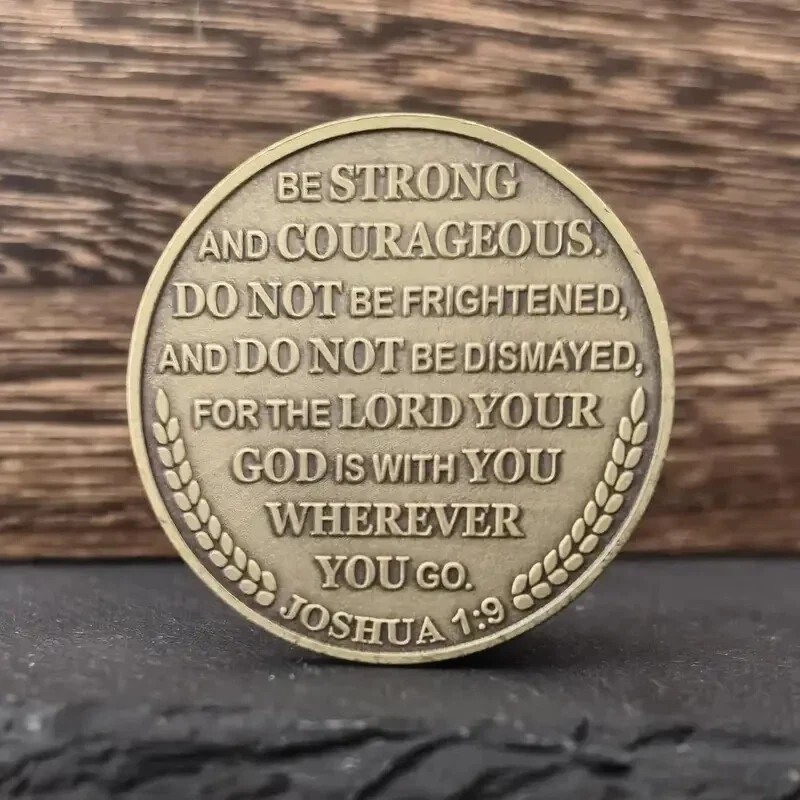 BE STRONG
AND COURAGEOUS.
DO NOT BE FRIGHTENED,
AND DO NOT BE DISMAYED,
FOR THE LORD YOUR
GOD IS WITH YOU
WHEREVER
YOU GO.
JOSHUA 1:9